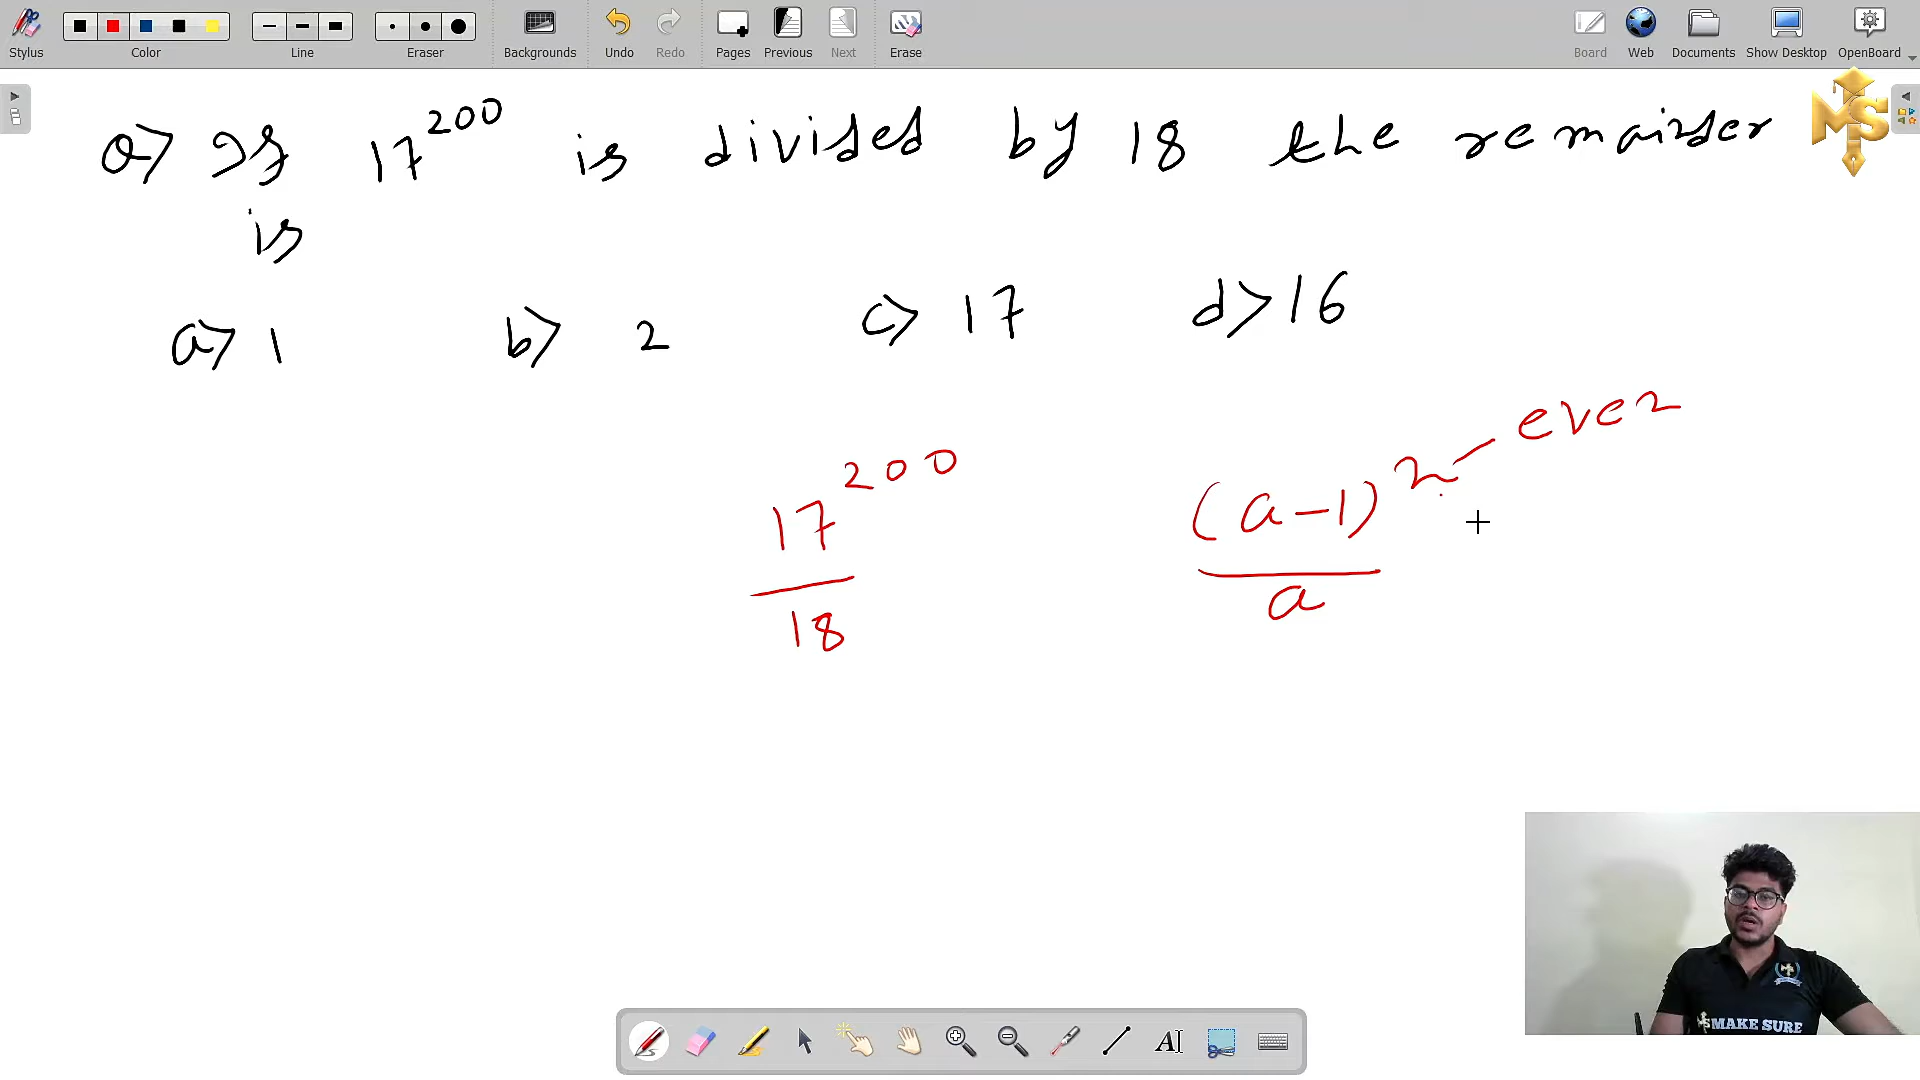 Stylus Color Line Eraser Backgrounds Undo Redo Pages Previous Next Erase Board Web Documents Show Desktop OpenBoard
Q> If 17^200 is divided by 18 the remainder
is
a> 1 b> 2 c> 17 d> 16
17^200 / 18
(a-1)^n / a
even
MS
MAKE SURE